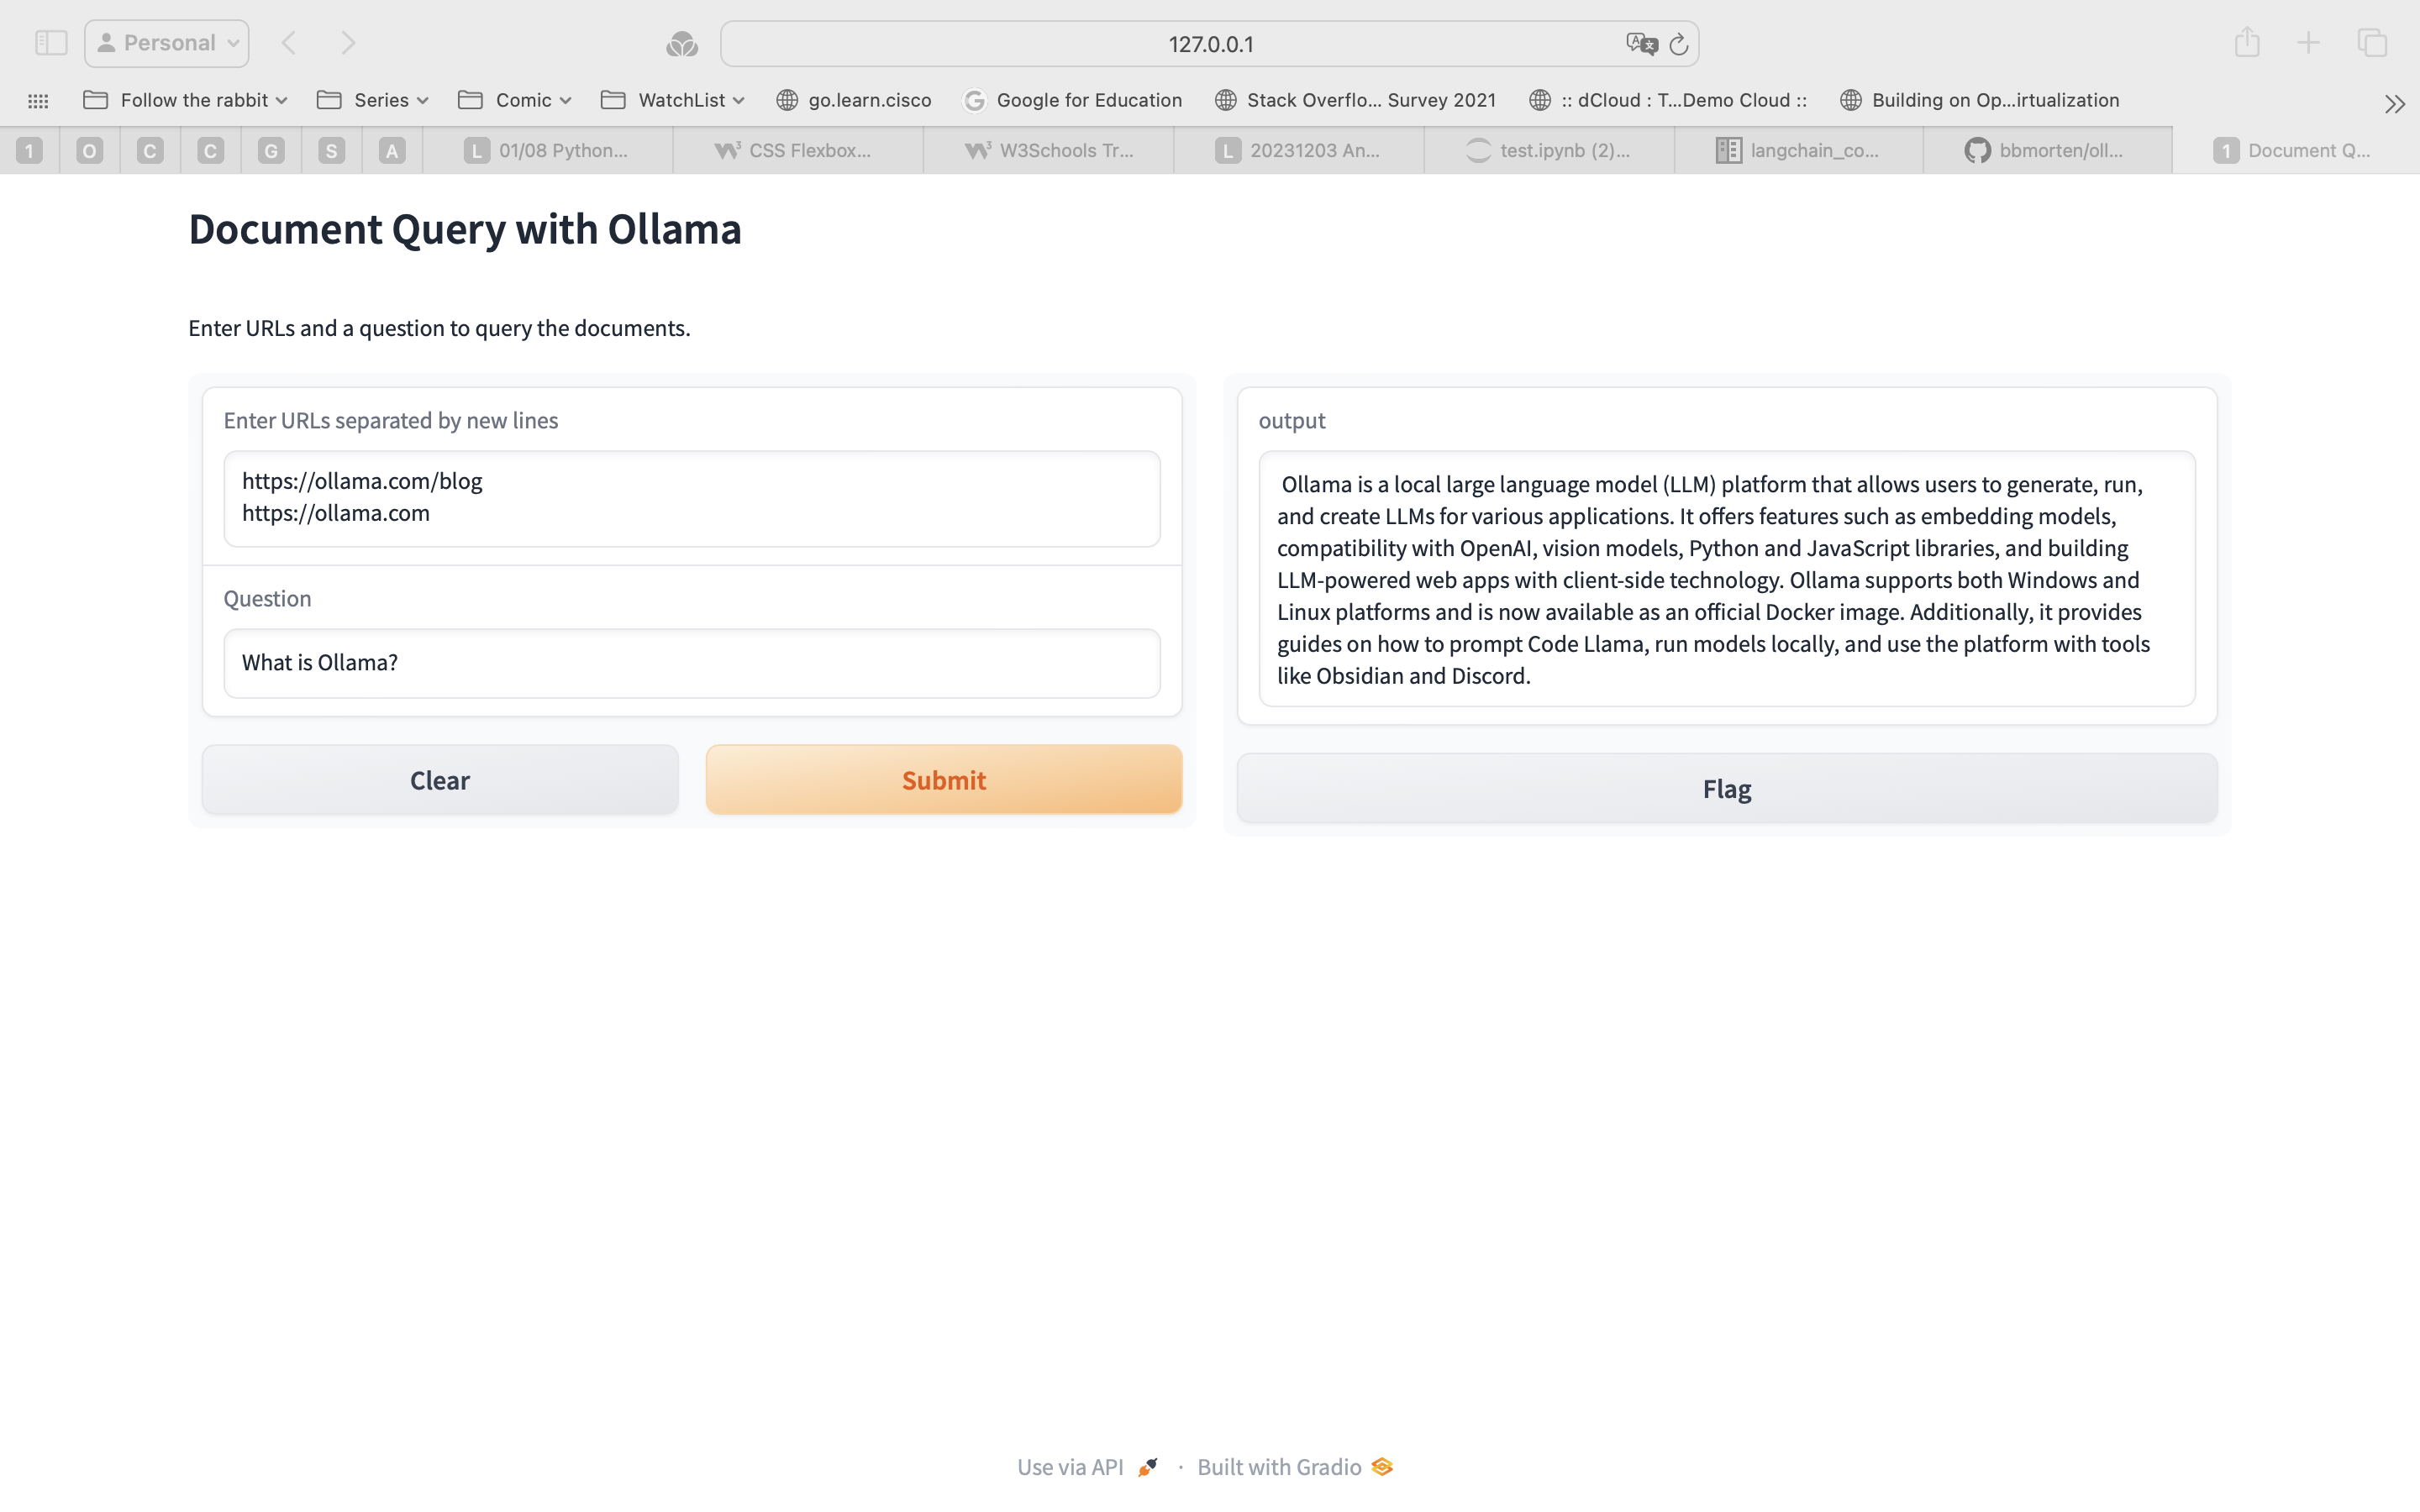 Personal
127.0.0.1
Follow the rabbit
Series
Comic
WatchList
go.learn.cisco
Google for Education
Stack Overflo... Survey 2021
:: dCloud : T...Demo Cloud ::
Building on Op...irtualization
1
O
C
C
G
S
A
L 01/08 Python...
CSS Flexbox...
W3Schools Tr...
L 20231203 An...
test.ipynb (2)...
langchain_co...
bbmorten/oll...
1 Document Q...
Document Query with Ollama
Enter URLs and a question to query the documents.
Enter URLs separated by new lines
https://ollama.com/blog
https://ollama.com
Question
What is Ollama?
Clear
Submit
output
Ollama is a local large language model (LLM) platform that allows users to generate, run,
and create LLMs for various applications. It offers features such as embedding models,
compatibility with OpenAI, vision models, Python and JavaScript libraries, and building
LLM-powered web apps with client-side technology. Ollama supports both Windows and
Linux platforms and is now available as an official Docker image. Additionally, it provides
guides on how to prompt Code Llama, run models locally, and use the platform with tools
like Obsidian and Discord.
Flag
Use via API · Built with Gradio